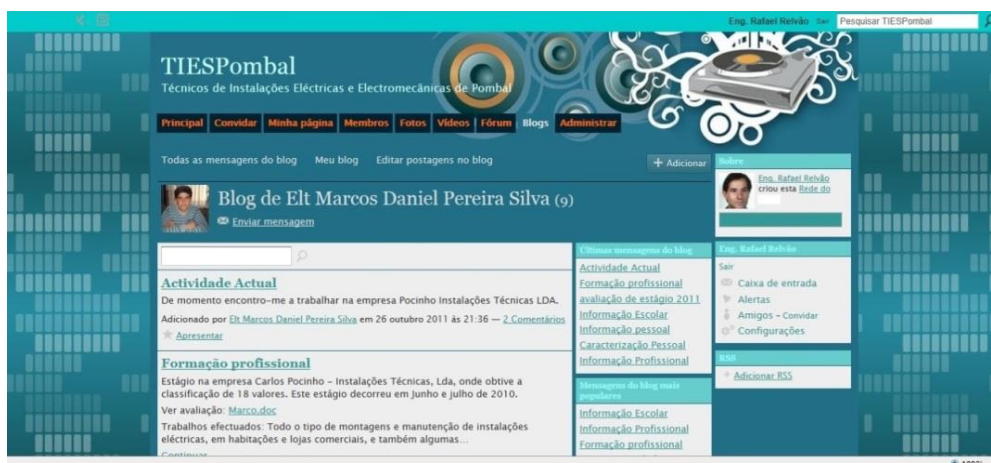 Eng. Rafael Relvão Sair Pesquisar TIESPombal
TIESPombal
Técnicos de Instalações Eléctricas e Electromecânicas de Pombal
Principal Convidar Minha página Membros Fotos Vídeos Fórum Blogs Administrar
Todas as mensagens do blog Meu blog Editar postagens no blog + Adicionar
Blog de Elt Marcos Daniel Pereira Silva (9)
Enviar mensagem
Actividade Actual
De momento encontro-me a trabalhar na empresa Pocinho Instalações Técnicas LDA.
Adicionado por Elt Marcos Daniel Pereira Silva em 26 outubro 2011 às 21:36 — 2 Comentários
Apresentar
Formação profissional
Estágio na empresa Carlos Pocinho – Instalações Técnicas, Lda, onde obtive a
classificação de 18 valores. Este estágio decorreu em Junho e julho de 2010.
Ver avaliação: Marco.doc
Trabalhos efectuados: Todo o tipo de montagens e manutenção de instalações
eléctricas, em habitações e lojas comerciais, e também algumas…
Continuar
Últimas mensagens do blog
Actividade Actual
Formação profissional
avaliação de estágio 2011
Informação Escolar
Informação pessoal
Caracterização Pessoal
Informação Profissional
Mensagens do blog mais
populares
Informação Escolar
Informação Profissional
Formação profissional
Sobre
Eng. Rafael Relvão
criou esta Rede do
Eng. Rafael Relvão
Sair
Caixa de entrada
Alertas
Amigos – Convidar
Configurações
RSS
+ Adicionar RSS